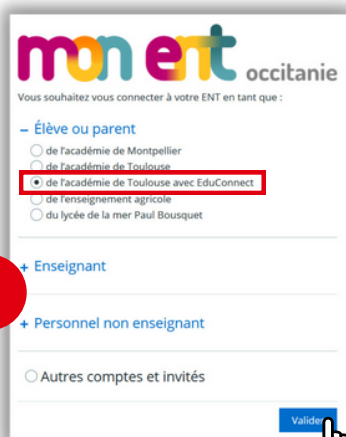 mon ent occitanie
Vous souhaitez vous connecter à votre ENT en tant que :
– Élève ou parent
de l'académie de Montpellier
de l'académie de Toulouse
de l'académie de Toulouse avec EduConnect
de l'enseignement agricole
du lycée de la mer Paul Bousquet
+ Enseignant
+ Personnel non enseignant
Autres comptes et invités
Valider